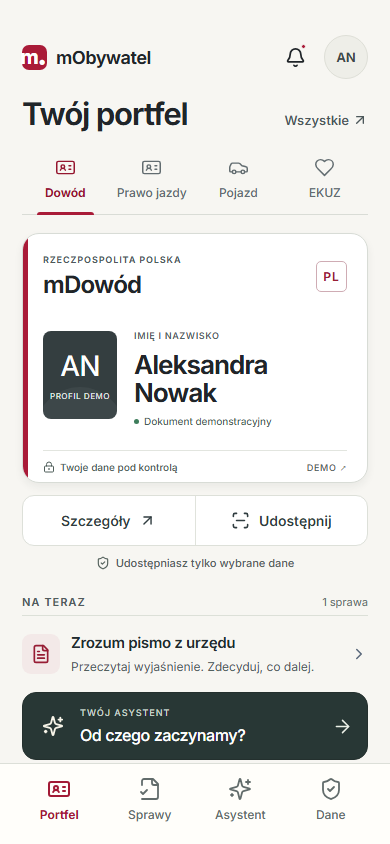 m.
mObywatel
AN
Twój portfel
Wszystkie
Dowód
Prawo jazdy
Pojazd
EKUZ
RZECZPOSPOLITA POLSKA
mDowód
PL
AN
PROFIL DEMO
IMIĘ I NAZWISKO
Aleksandra
Nowak
Dokument demonstracyjny
Twoje dane pod kontrolą
DEMO
Szczegóły
Udostępnij
Udostępniasz tylko wybrane dane
NA TERAZ
1 sprawa
Zrozum pismo z urzędu
Przeczytaj wyjaśnienie. Zdecyduj, co dalej.
TWÓJ ASYSTENT
Od czego zaczynamy?
Portfel
Sprawy
Asystent
Dane